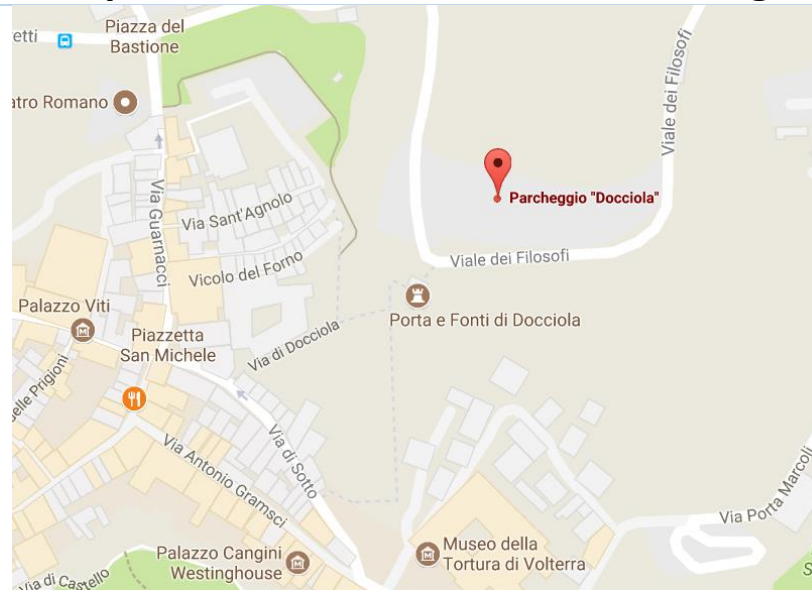 etti
Piazza del
Bastione
Viale dei Filosofi
atro Romano
Via Guarnacci
Parcheggio "Docciola"
Via Sant'Agnolo
Viale dei Filosofi
Vicolo del Forno
Palazzo Viti
Porta e Fonti di Docciola
Piazzetta
San Michele
Via di Docciola
elle Prigioni
Via di Sotto
Via Antonio Gramsci
Via Porta Marcoli
Palazzo Cangini
Westinghouse
Museo della
Tortura di Volterra
Via di Castello
S